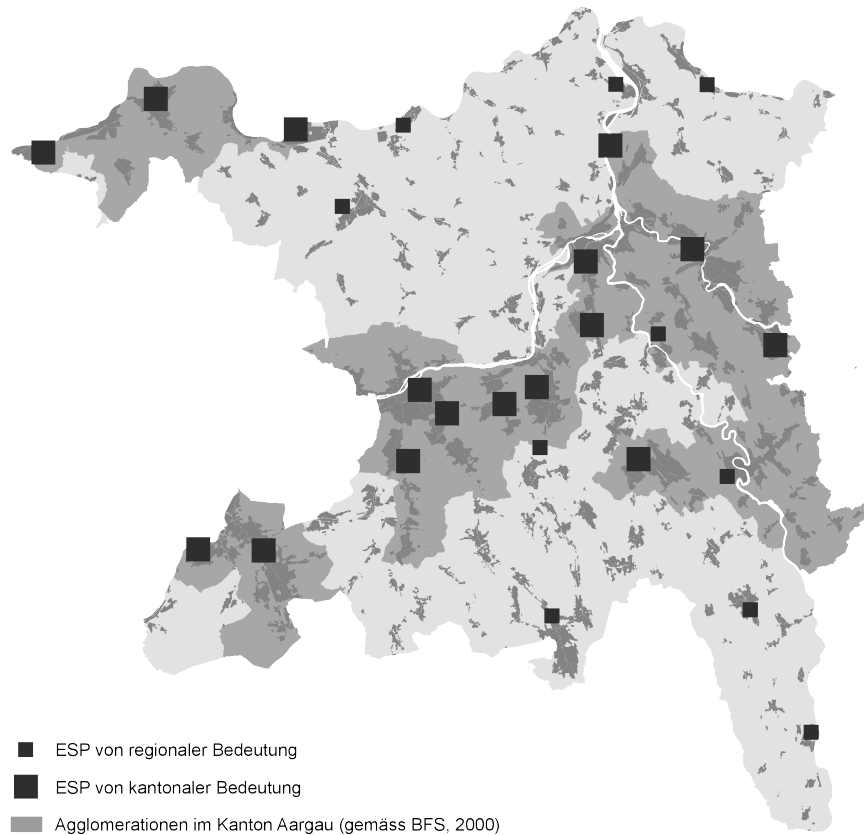 ESP von regionaler Bedeutung
ESP von kantonaler Bedeutung
Agglomerationen im Kanton Aargau (gemäss BFS, 2000)